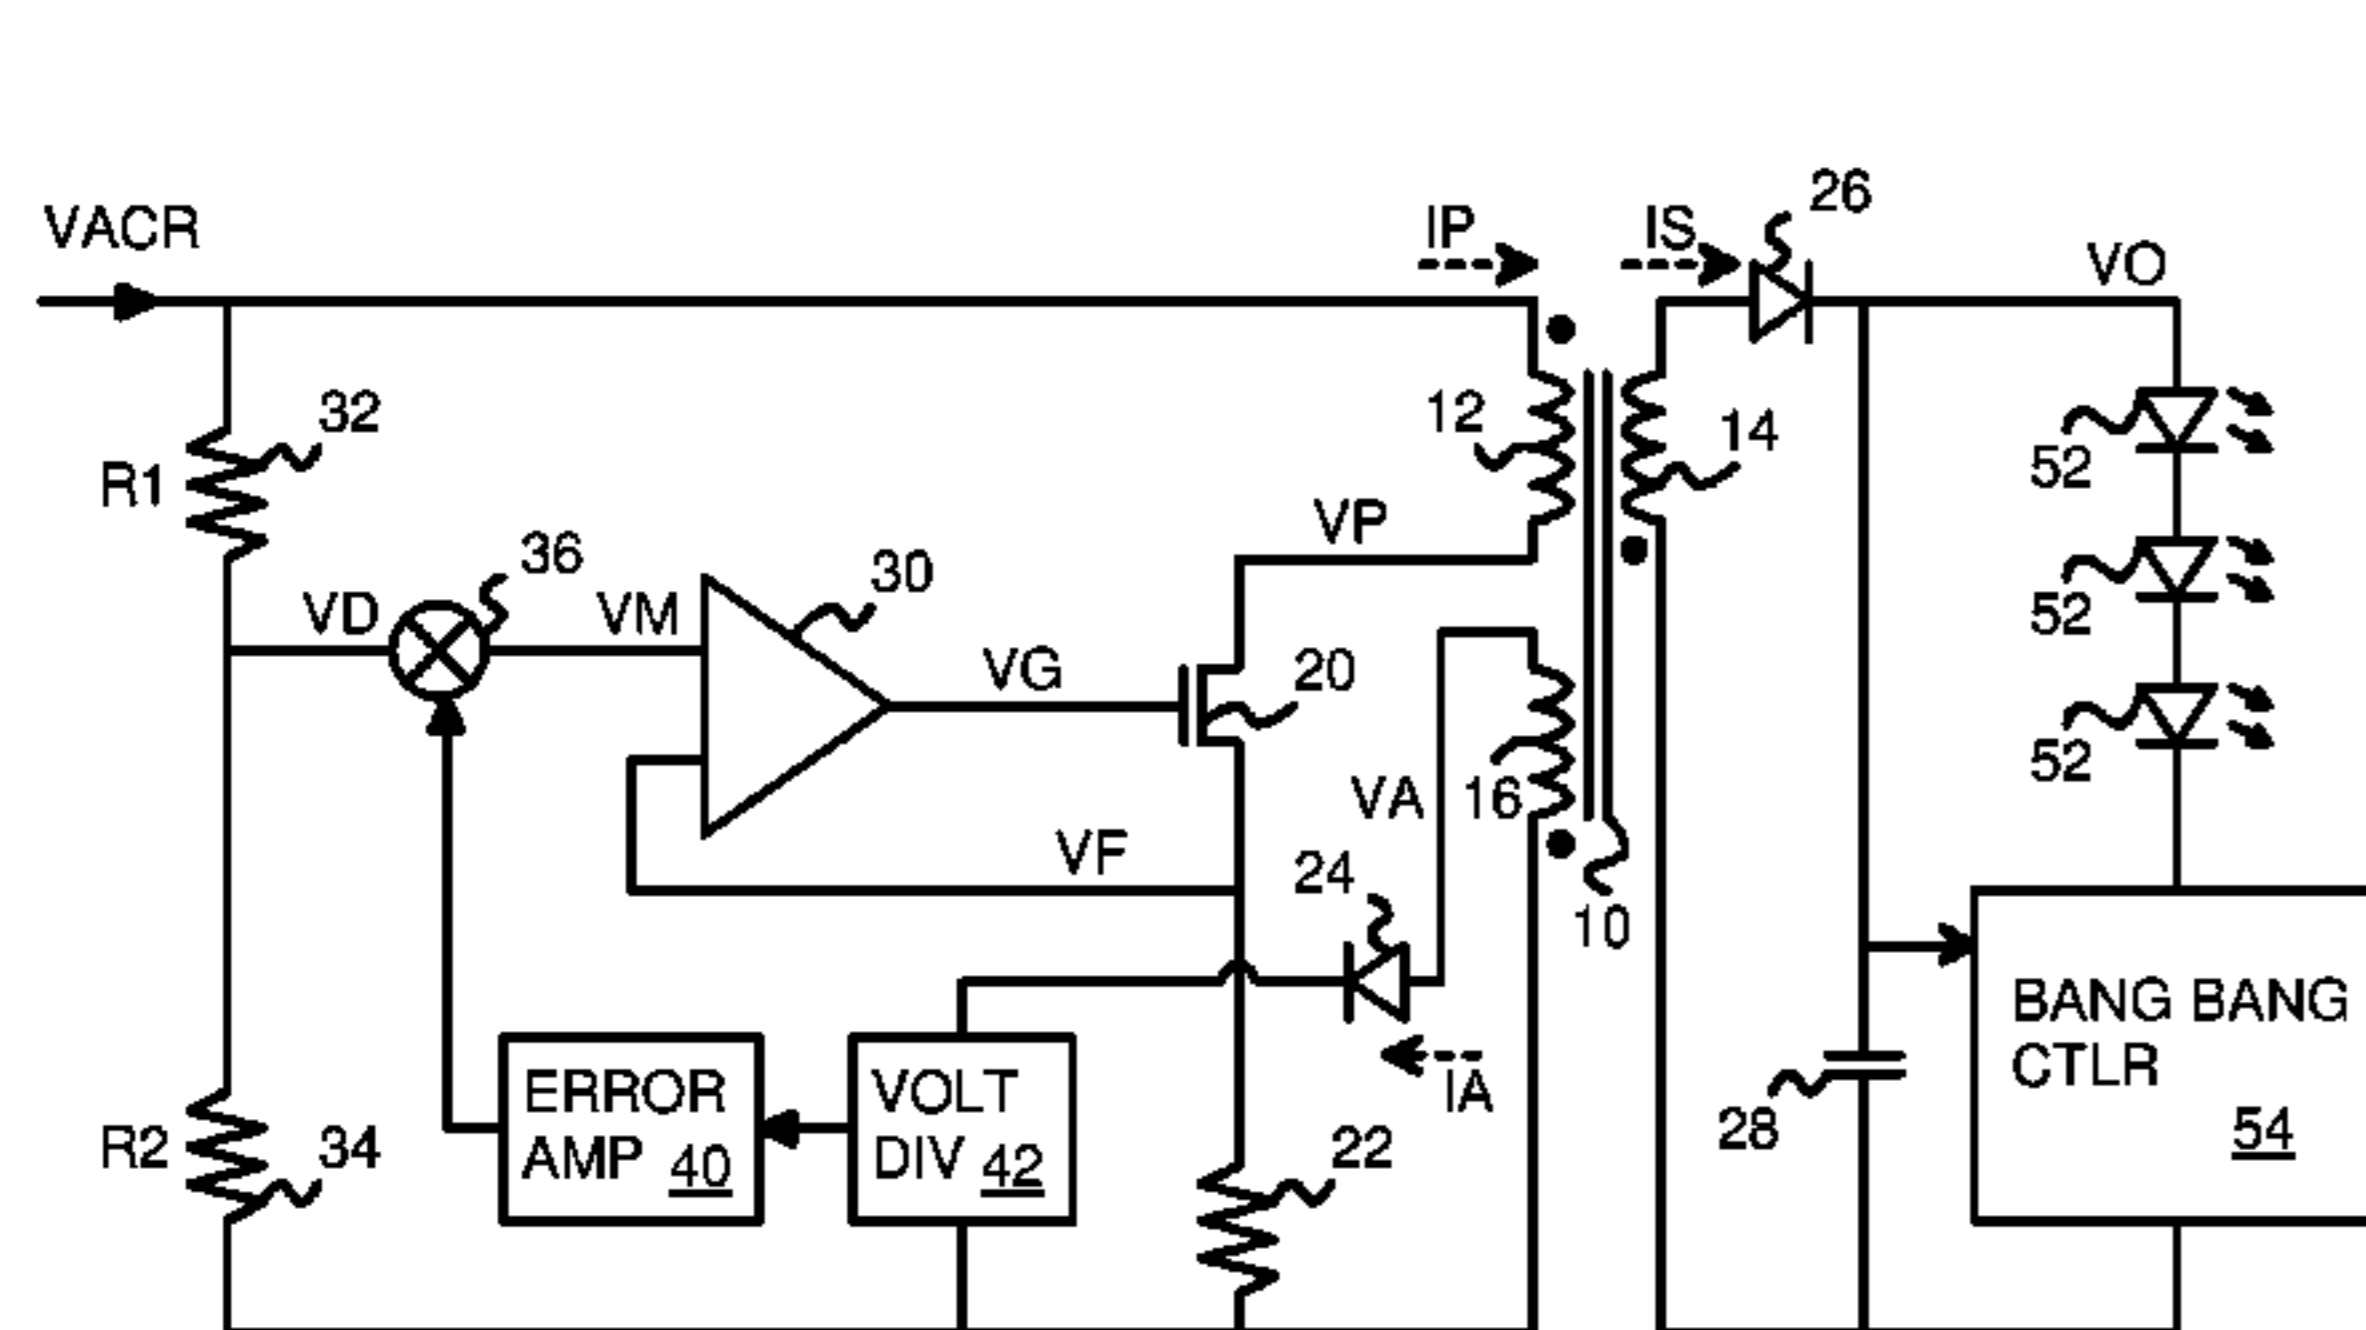 26
VACR
IP
IS
VO
32
12
14
R1
52
VP
36
30
VD
VM
52
VG
20
52
VA
16
VF
24
10
BANG BANG
CTLR
54
ERROR
AMP 40
VOLT
DIV 42
IA
28
R2
34
22